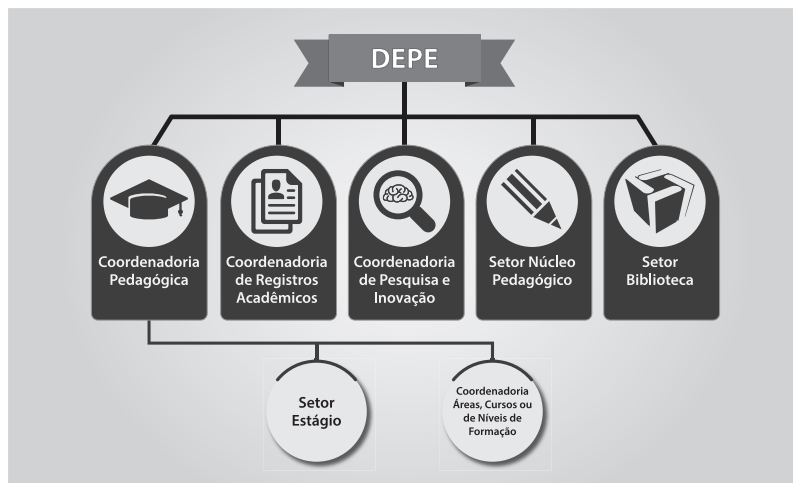 DEPE
Coordenadoria
Pedagógica
Coordenadoria
de Registros
Acadêmicos
Coordenadoria
de Pesquisa e
Inovação
Setor Núcleo
Pedagógico
Setor
Biblioteca
Setor
Estágio
Coordenadoria
Áreas, Cursos ou
de Níveis de
Formação